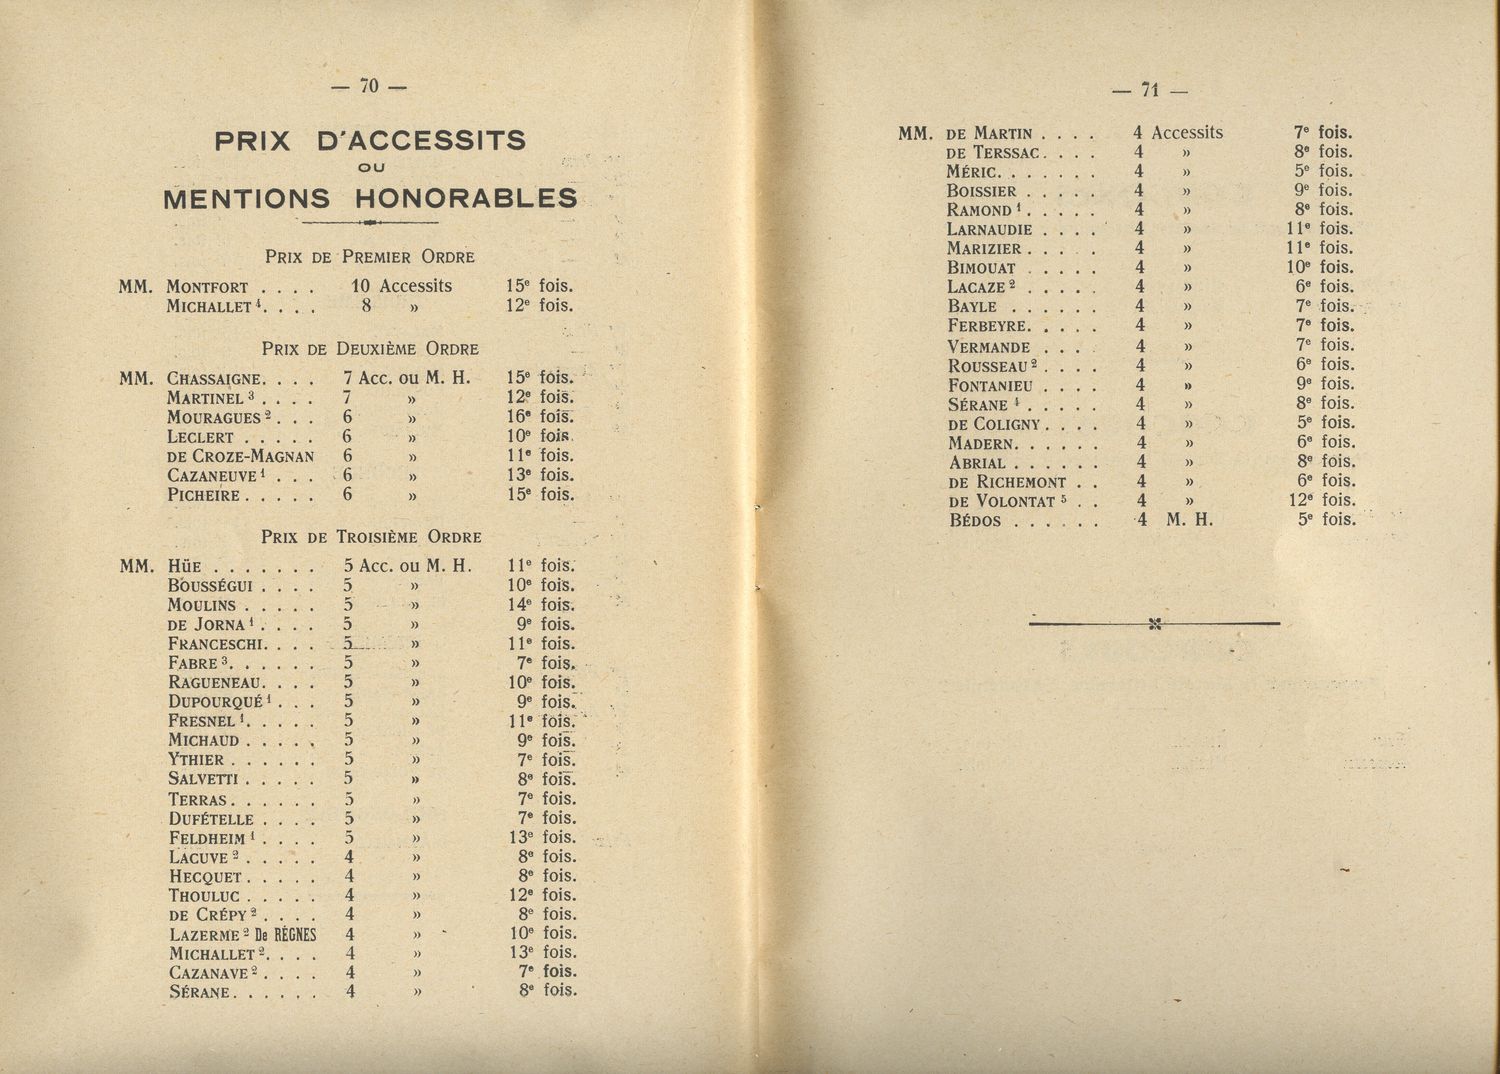 — 70 —
PRIX D'ACCESSITS
OU
MENTIONS HONORABLES
PRIX DE PREMIER ORDRE
MM. MONTFORT . . . . 10 Accessits 15e fois.
MICHALLET 4. . . . 8 » 12e fois.
PRIX DE DEUXIÈME ORDRE
MM. CHASSAIGNE. . . . 7 Acc. ou M. H. 15e fois.
MARTINEL 3 . . . . 7 » 12e fois.
MOURAGUES 2 . . . 6 » 16e fois.
LECLERT . . . . . 6 » 10e fois.
DE CROZE-MAGNAN 6 » 11e fois.
CAZANEUVE 1 . . . 6 » 13e fois.
PICHEIRE . . . . . 6 » 15e fois.
PRIX DE TROISIÈME ORDRE
MM. HÜE . . . . . . . 5 Acc. ou M. H. 11e fois.
BOUSSÉGUI . . . . 5 » 10e fois.
MOULINS . . . . . 5 » 14e fois.
DE JORNA 1 . . . . 5 » 9e fois.
FRANCESCHI. . . . 5 » 11e fois.
FABRE 3. . . . . . 5 » 7e fois.
RAGUENEAU. . . . 5 » 10e fois.
DUPOURQUÉ 1 . . . 5 » 9e fois.
FRESNEL 1. . . . . 5 » 11e fois.
MICHAUD . . . . . 5 » 9e fois.
YTHIER . . . . . . 5 » 7e fois.
SALVETTI . . . . . 5 » 8e fois.
TERRAS. . . . . . 5 » 7e fois.
DUFÉTELLE . . . . 5 » 7e fois.
FELDHEIM 1 . . . . 5 » 13e fois.
LACUVE 2 . . . . . 4 » 8e fois.
HECQUET . . . . . 4 » 8e fois.
THOULUC . . . . . 4 » 12e fois.
DE CRÉPY 2 . . . . 4 » 8e fois.
LAZERME 2 De RÉGNES 4 » 10e fois.
MICHALLET 2. . . . 4 » 13e fois.
CAZANAVE 2 . . . . 4 » 7e fois.
SÉRANE. . . . . . 4 » 8e fois.
— 71 —
MM. DE MARTIN . . . . 4 Accessits 7e fois.
DE TERSSAC. . . . 4 » 8e fois.
MÉRIC. . . . . . . 4 » 5e fois.
BOISSIER . . . . . 4 » 9e fois.
RAMOND 1 . . . . . 4 » 8e fois.
LARNAUDIE . . . . 4 » 11e fois.
MARIZIER . . . . . 4 » 11e fois.
BIMOUAT . . . . . 4 » 10e fois.
LACAZE 2 . . . . . 4 » 6e fois.
BAYLE . . . . . . 4 » 7e fois.
FERBEYRE. . . . . 4 » 7e fois.
VERMANDE . . . . 4 » 7e fois.
ROUSSEAU 2 . . . . 4 » 6e fois.
FONTANIEU . . . . 4 » 9e fois.
SÉRANE 1 . . . . . 4 » 8e fois.
DE COLIGNY . . . . 4 » 5e fois.
MADERN. . . . . . 4 » 6e fois.
ABRIAL . . . . . . 4 » 8e fois.
DE RICHEMONT . . 4 » 6e fois.
DE VOLONTAT 5 . . 4 » 12e fois.
BÉDOS . . . . . . 4 M. H. 5e fois.